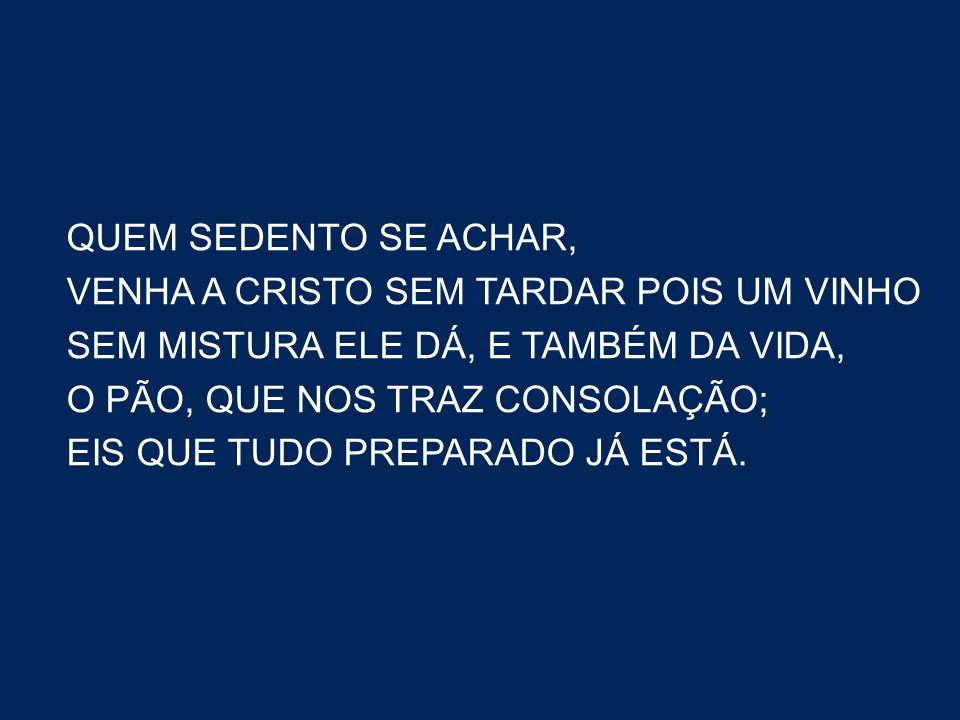 QUEM SEDENTO SE ACHAR,
VENHA A CRISTO SEM TARDAR POIS UM VINHO
SEM MISTURA ELE DÁ, E TAMBÉM DA VIDA,
O PÃO, QUE NOS TRAZ CONSOLAÇÃO;
EIS QUE TUDO PREPARADO JÁ ESTÁ.